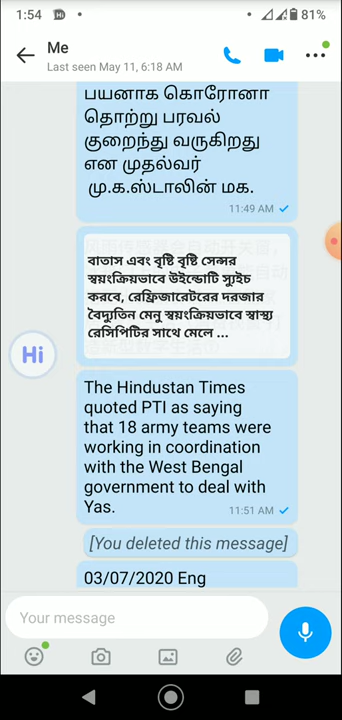 1:54
81%
Me
Last seen May 11, 6:18 AM
பயனாக கொரோனா
தொற்று பரவல்
குறைந்து வருகிறது
என முதல்வர்
மு.க.ஸ்டாலின் மக.
11:49 AM
বাতাস এবং বৃষ্টি বৃষ্টি সেন্সর
স্বয়ংক্রিয়ভাবে উইন্ডোটি স্যুইচ
করবে, রেফ্রিজারেটরের দরজার
বৈদ্যুতিন মেনু স্বয়ংক্রিয়ভাবে স্বাস্থ্য
রেসিপিটির সাথে মেলে ...
Hi
The Hindustan Times
quoted PTI as saying
that 18 army teams were
working in coordination
with the West Bengal
government to deal with
Yas.
11:51 AM
[You deleted this message]
03/07/2020 Eng
Your message